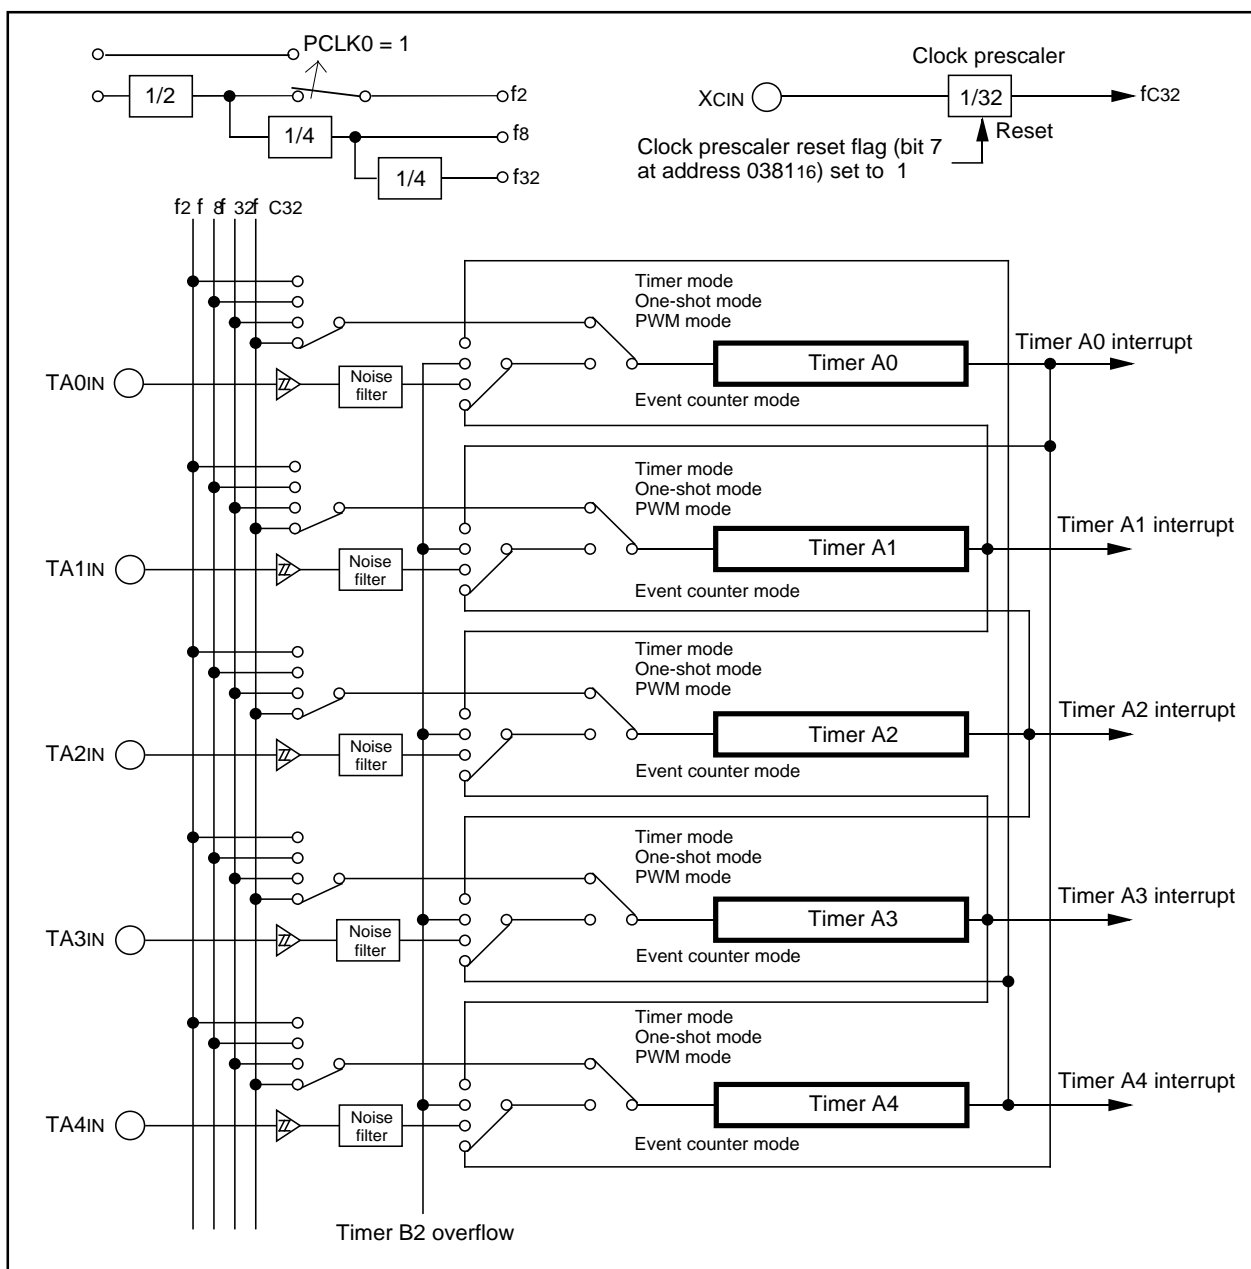 PCLK0 = 1
1/2
f2
1/4
f8
1/4
f32
Clock prescaler
XCIN
1/32
fC32
Reset
Clock prescaler reset flag (bit 7
at address 038116) set to 1
f2 f 8f 32f C32
Timer mode
One-shot mode
PWM mode
TA0IN
Noise
filter
Timer A0
Timer A0 interrupt
Event counter mode
Timer mode
One-shot mode
PWM mode
TA1IN
Noise
filter
Timer A1
Timer A1 interrupt
Event counter mode
Timer mode
One-shot mode
PWM mode
TA2IN
Noise
filter
Timer A2
Timer A2 interrupt
Event counter mode
Timer mode
One-shot mode
PWM mode
TA3IN
Noise
filter
Timer A3
Timer A3 interrupt
Event counter mode
Timer mode
One-shot mode
PWM mode
TA4IN
Noise
filter
Timer A4
Timer A4 interrupt
Event counter mode
Timer B2 overflow